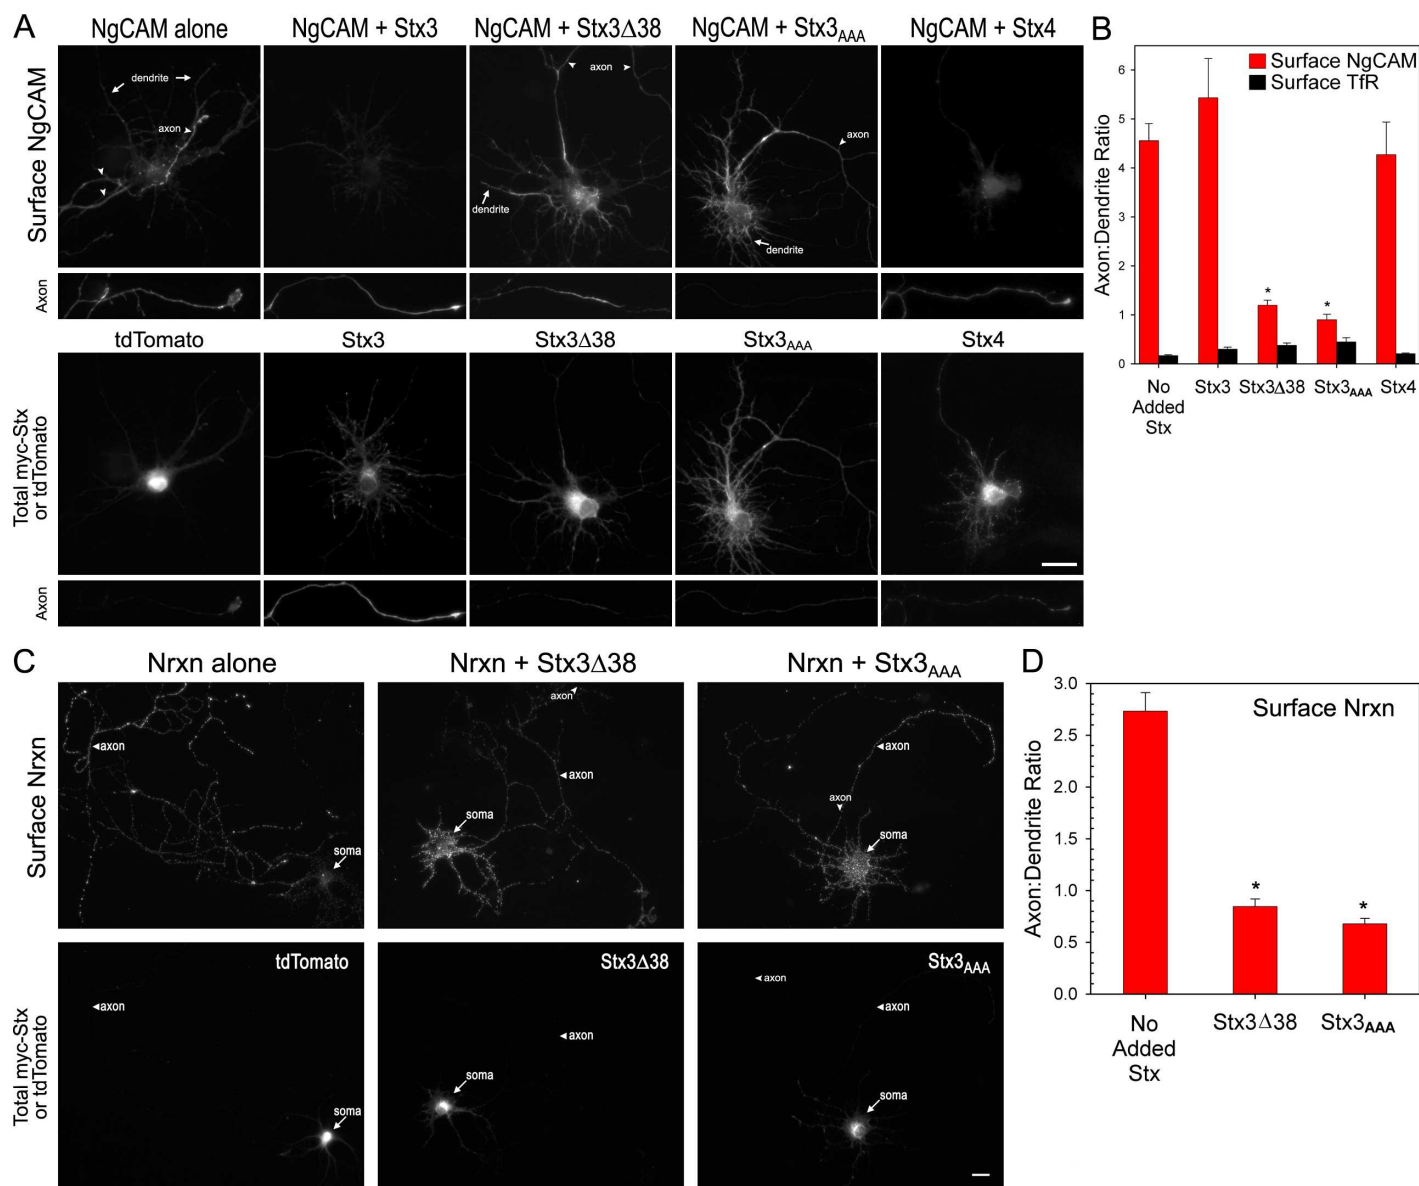 A
NgCAM alone
NgCAM + Stx3
NgCAM + Stx3Δ38
NgCAM + Stx3AAA
NgCAM + Stx4
Surface NgCAM
dendrite
axon
axon
dendrite
axon
dendrite
Axon
tdTomato
Stx3
Stx3Δ38
Stx3AAA
Stx4
Total myc-Stx
or tdTomato
Axon
B
Surface NgCAM
Surface TfR
Axon:Dendrite Ratio
6
5
4
3
2
1
0
*
*
No
Added
Stx
Stx3
Stx3Δ38
Stx3AAA
Stx4
C
Nrxn alone
Nrxn + Stx3Δ38
Nrxn + Stx3AAA
Surface Nrxn
axon
soma
axon
axon
soma
axon
axon
soma
Total myc-Stx
or tdTomato
tdTomato
axon
soma
Stx3Δ38
axon
soma
Stx3AAA
axon
axon
soma
D
Surface Nrxn
Axon:Dendrite Ratio
3.0
2.5
2.0
1.5
1.0
0.5
0.0
*
*
No
Added
Stx
Stx3Δ38
Stx3AAA